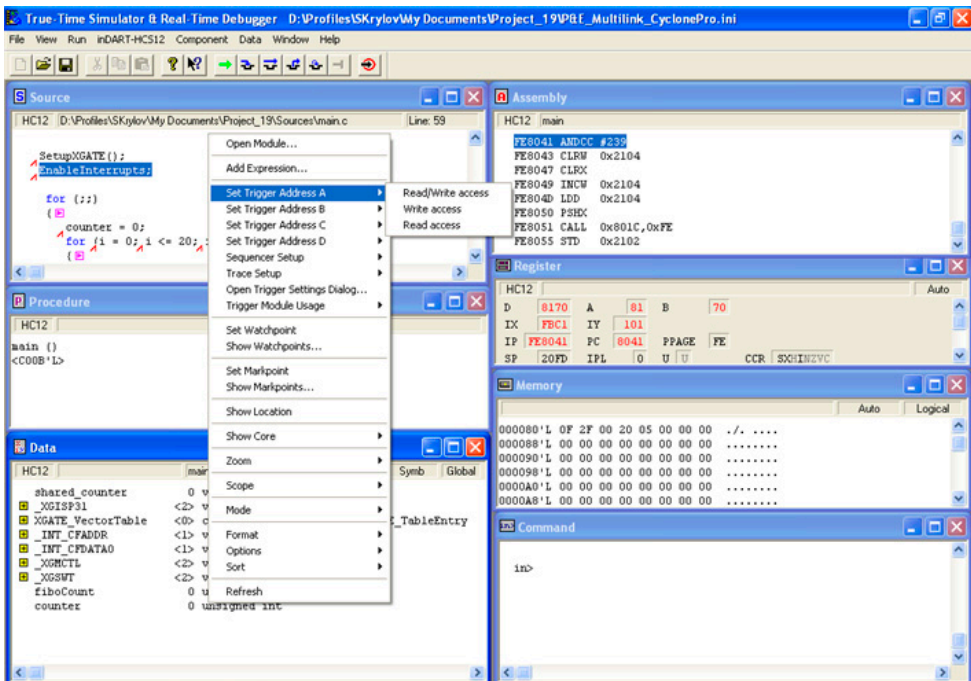 True-Time Simulator & Real-Time Debugger D:\Profiles\SKrylov\My Documents\Project_19\P&E_Multilink_CyclonePro.ini
File View Run inDART-HCS12 Component Data Window Help
Source
HC12 D:\Profiles\SKrylov\My Documents\Project_19\Sources\main.c Line: 59
SetupXGATE();
EnableInterrupts;
for (;;)
{
counter = 0;
for (i = 0; i <= 20;
{
Procedure
HC12
main ()
<C00B'L>
Data
HC12 main Symb Global
shared_counter 0
_XGISP31 <2>
XGATE_VectorTable <0> _TableEntry
_INT_CFADDR <1>
_INT_CFDATA0 <1>
_XGMCTL <2>
_XGSWT <2>
fiboCount 0
counter 0 unsigned int
Open Module...
Add Expression...
Set Trigger Address A
Set Trigger Address B
Set Trigger Address C
Set Trigger Address D
Sequencer Setup
Trace Setup
Open Trigger Settings Dialog...
Trigger Module Usage
Set Watchpoint
Show Watchpoints...
Set Markpoint
Show Markpoints...
Show Location
Show Core
Zoom
Scope
Mode
Format
Options
Sort
Refresh
Read/Write access
Write access
Read access
Assembly
HC12 main
FE8041 ANDCC #239
FE8043 CLRW 0x2104
FE8047 CLRX
FE8049 INCW 0x2104
FE804D LDD 0x2104
FE8050 PSHX
FE8051 CALL 0x801C,0xFE
FE8055 STD 0x2102
Register
HC12 Auto
D 8170 A 81 B 70
IX FBC1 IY 101
IP FE8041 PC 8041 PPAGE FE
SP 20FD IPL 0 U U CCR SXHINZVC
Memory
Auto Logical
000080'L 0F 2F 00 20 05 00 00 00 ./. ....
000088'L 00 00 00 00 00 00 00 00 ........
000090'L 00 00 00 00 00 00 00 00 ........
000098'L 00 00 00 00 00 00 00 00 ........
0000A0'L 00 00 00 00 00 00 00 00 ........
0000A8'L 00 00 00 00 00 00 00 00 ........
Command
in>